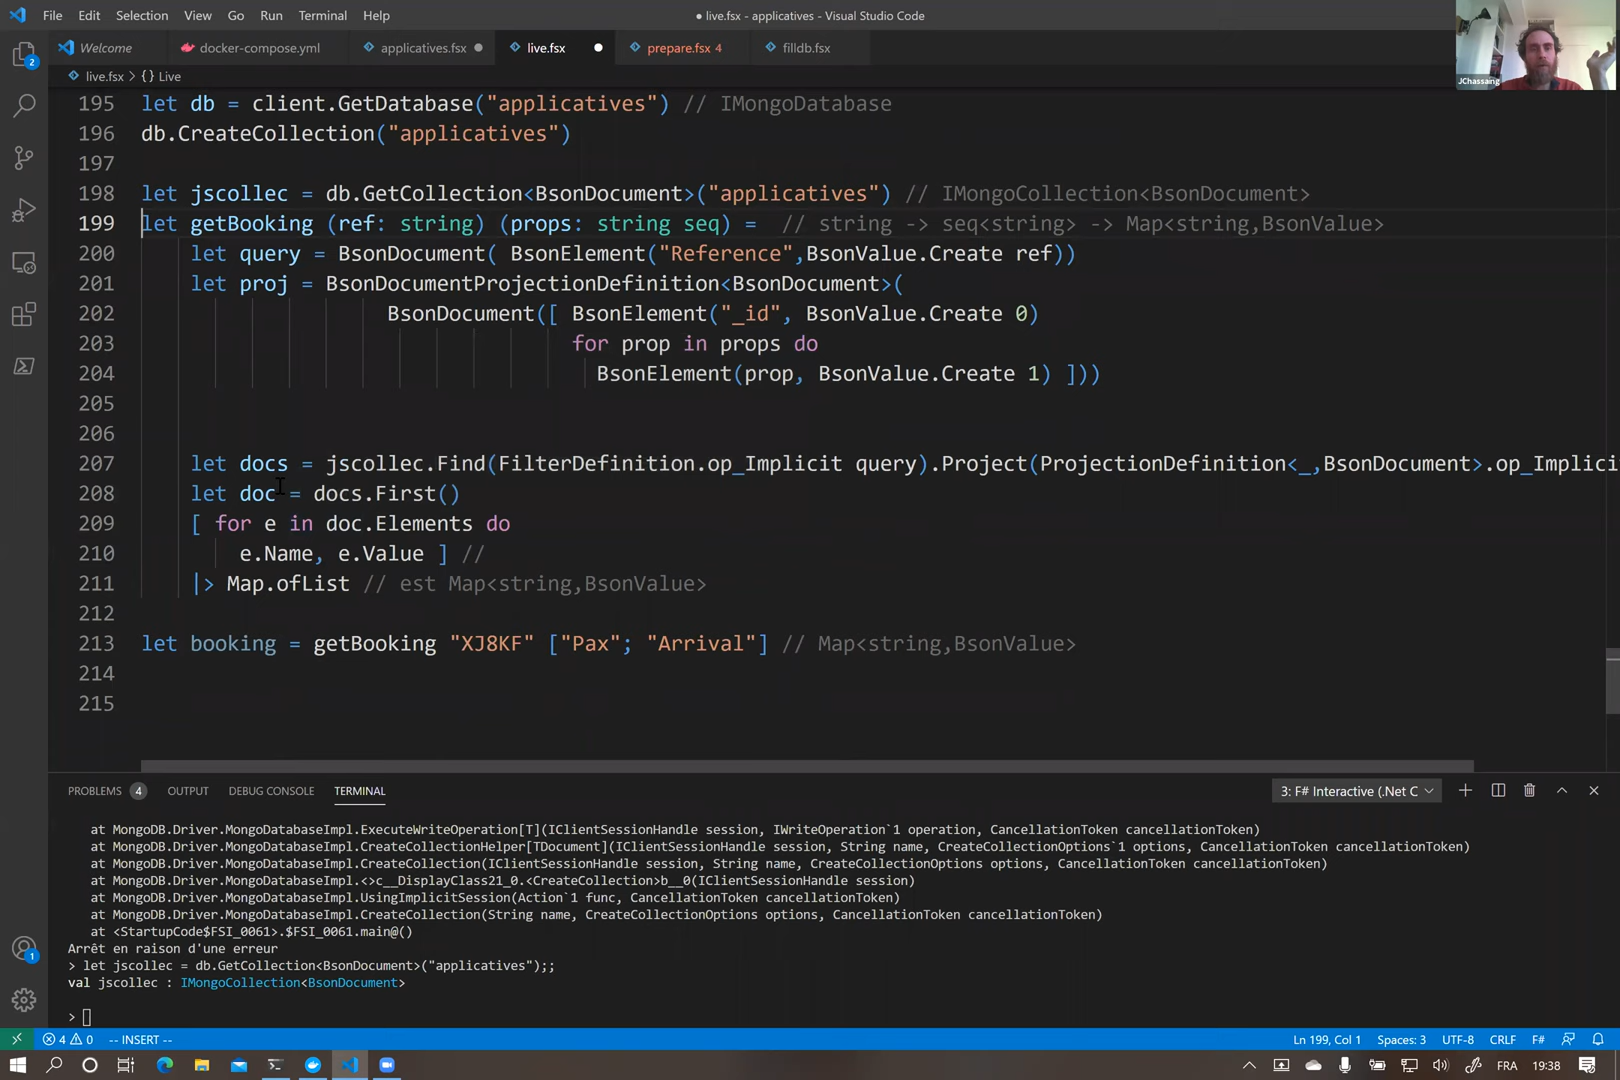 File Edit Selection View Go Run Terminal Help
● live.fsx - applicatives - Visual Studio Code
Welcome docker-compose.yml applicatives.fsx live.fsx prepare.fsx 4 filldb.fsx
live.fsx > {} Live
JChassaing
2
195 let db = client.GetDatabase("applicatives") // IMongoDatabase
196 db.CreateCollection("applicatives")
197
198 let jscollec = db.GetCollection<BsonDocument>("applicatives") // IMongoCollection<BsonDocument>
199 let getBooking (ref: string) (props: string seq) = // string -> seq<string> -> Map<string,BsonValue>
200 let query = BsonDocument( BsonElement("Reference",BsonValue.Create ref))
201 let proj = BsonDocumentProjectionDefinition<BsonDocument>(
202 BsonDocument([ BsonElement("_id", BsonValue.Create 0)
203 for prop in props do
204 BsonElement(prop, BsonValue.Create 1) ]))
205
206
207 let docs = jscollec.Find(FilterDefinition.op_Implicit query).Project(ProjectionDefinition<_,BsonDocument>.op_Implici
208 let doc = docs.First()
209 [ for e in doc.Elements do
210 e.Name, e.Value ] //
211 |> Map.ofList // est Map<string,BsonValue>
212
213 let booking = getBooking "XJ8KF" ["Pax"; "Arrival"] // Map<string,BsonValue>
214
215
PROBLEMS 4 OUTPUT DEBUG CONSOLE TERMINAL 3: F# Interactive (.Net C
at MongoDB.Driver.MongoDatabaseImpl.ExecuteWriteOperation[T](IClientSessionHandle session, IWriteOperation`1 operation, CancellationToken cancellationToken)
at MongoDB.Driver.MongoDatabaseImpl.CreateCollectionHelper[TDocument](IClientSessionHandle session, String name, CreateCollectionOptions`1 options, CancellationToken cancellationToken)
at MongoDB.Driver.MongoDatabaseImpl.CreateCollection(IClientSessionHandle session, String name, CreateCollectionOptions options, CancellationToken cancellationToken)
at MongoDB.Driver.MongoDatabaseImpl.<>c__DisplayClass21_0.<CreateCollection>b__0(IClientSessionHandle session)
at MongoDB.Driver.MongoDatabaseImpl.UsingImplicitSession(Action`1 func, CancellationToken cancellationToken)
at MongoDB.Driver.MongoDatabaseImpl.CreateCollection(String name, CreateCollectionOptions options, CancellationToken cancellationToken)
at <StartupCode$FSI_0061>.$FSI_0061.main@()
Arrêt en raison d'une erreur
> let jscollec = db.GetCollection<BsonDocument>("applicatives");;
val jscollec : IMongoCollection<BsonDocument>
>
1
4 0 -- INSERT -- Ln 199, Col 1 Spaces: 3 UTF-8 CRLF F#
FRA 19:38